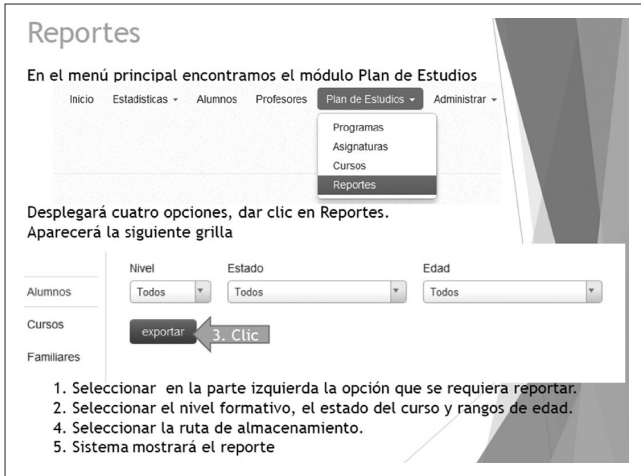 Reportes
En el menú principal encontramos el módulo Plan de Estudios
Inicio Estadisticas Alumnos Profesores Plan de Estudios Administrar
Programas
Asignaturas
Cursos
Reportes
Desplegará cuatro opciones, dar clic en Reportes.
Aparecerá la siguiente grilla
Nivel Estado Edad
Alumnos Todos Todos Todos
Cursos exportar 3. Clic
Familiares
1. Seleccionar en la parte izquierda la opción que se requiera reportar.
2. Seleccionar el nivel formativo, el estado del curso y rangos de edad.
4. Seleccionar la ruta de almacenamiento.
5. Sistema mostrará el reporte